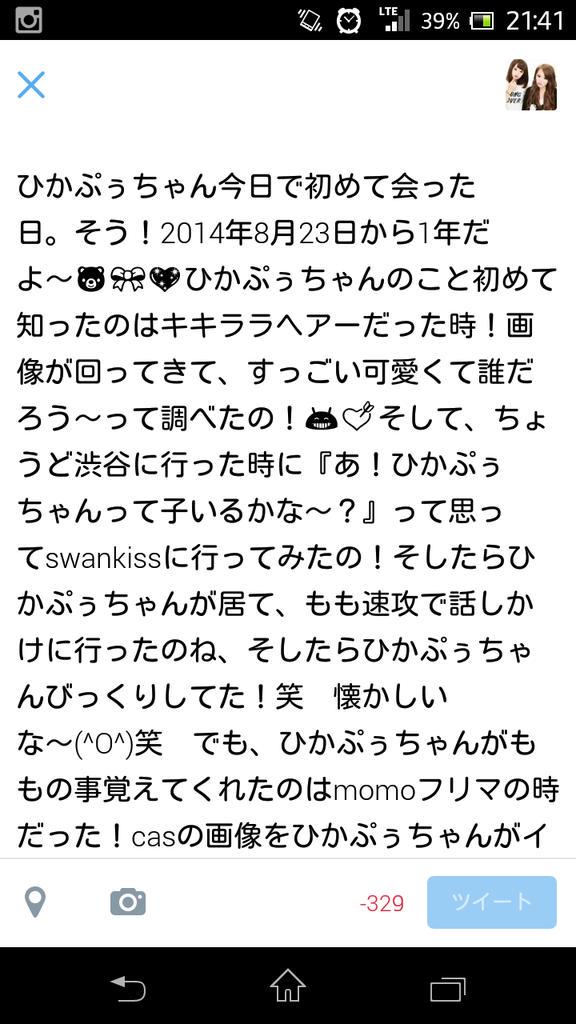 LTE 39% 21:41
ひかぷぅちゃん今日で初めて会った
日。そう！2014年8月23日から1年だ
よ〜🐻🎀💖ひかぷぅちゃんのこと初めて
知ったのはキキララヘアーだった時！画
像が回ってきて、すっごい可愛くて誰だ
ろう〜って調べたの！そして、ちょ
うど渋谷に行った時に『あ！ひかぷぅ
ちゃんって子いるかな〜？』って思っ
てswankissに行ってみたの！そしたらひ
かぷぅちゃんが居て、もも速攻で話しか
けに行ったのね、そしたらひかぷぅちゃ
んびっくりしてた！笑　懐かしい
な〜(^O^)笑　でも、ひかぷぅちゃんがも
もの事覚えてくれたのはmomoフリマの時
だった！casの画像をひかぷぅちゃんがイ
-329 ツイート